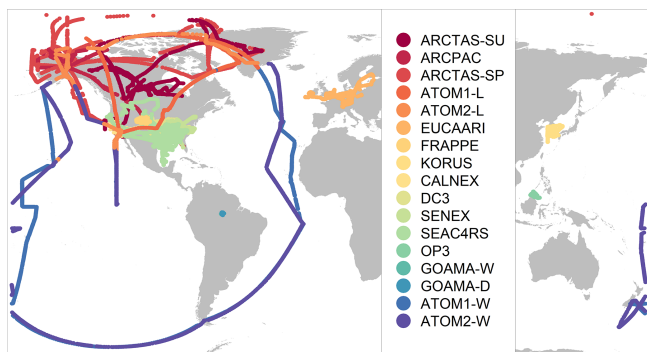 ARCTAS-SU
ARCPAC
ARCTAS-SP
ATOM1-L
ATOM2-L
EUCAARI
FRAPPE
KORUS
CALNEX
DC3
SENEX
SEAC4RS
OP3
GOAMA-W
GOAMA-D
ATOM1-W
ATOM2-W